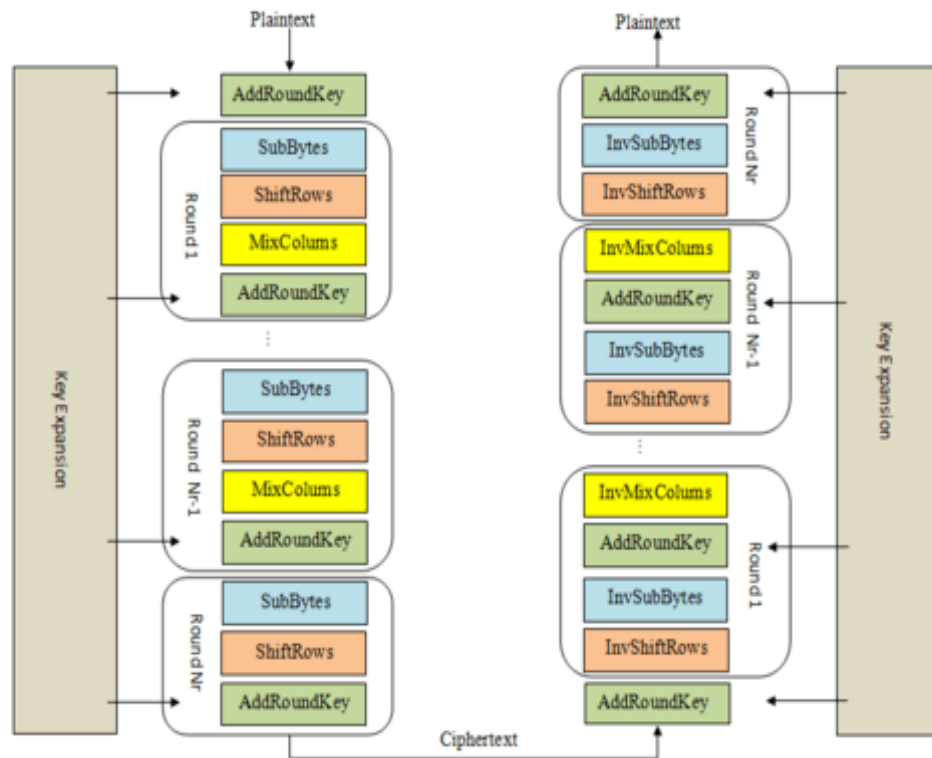 Plaintext
Key Expansion
AddRoundKey
Round 1
SubBytes
ShiftRows
MixColums
AddRoundKey
...
Round Nr-1
SubBytes
ShiftRows
MixColums
AddRoundKey
Round Nr
SubBytes
ShiftRows
AddRoundKey
Ciphertext
Plaintext
AddRoundKey
InvSubBytes
InvShiftRows
Round Nr
InvMixColums
AddRoundKey
InvSubBytes
InvShiftRows
Round Nr-1
...
InvMixColums
AddRoundKey
InvSubBytes
InvShiftRows
Round 1
AddRoundKey
Key Expansion